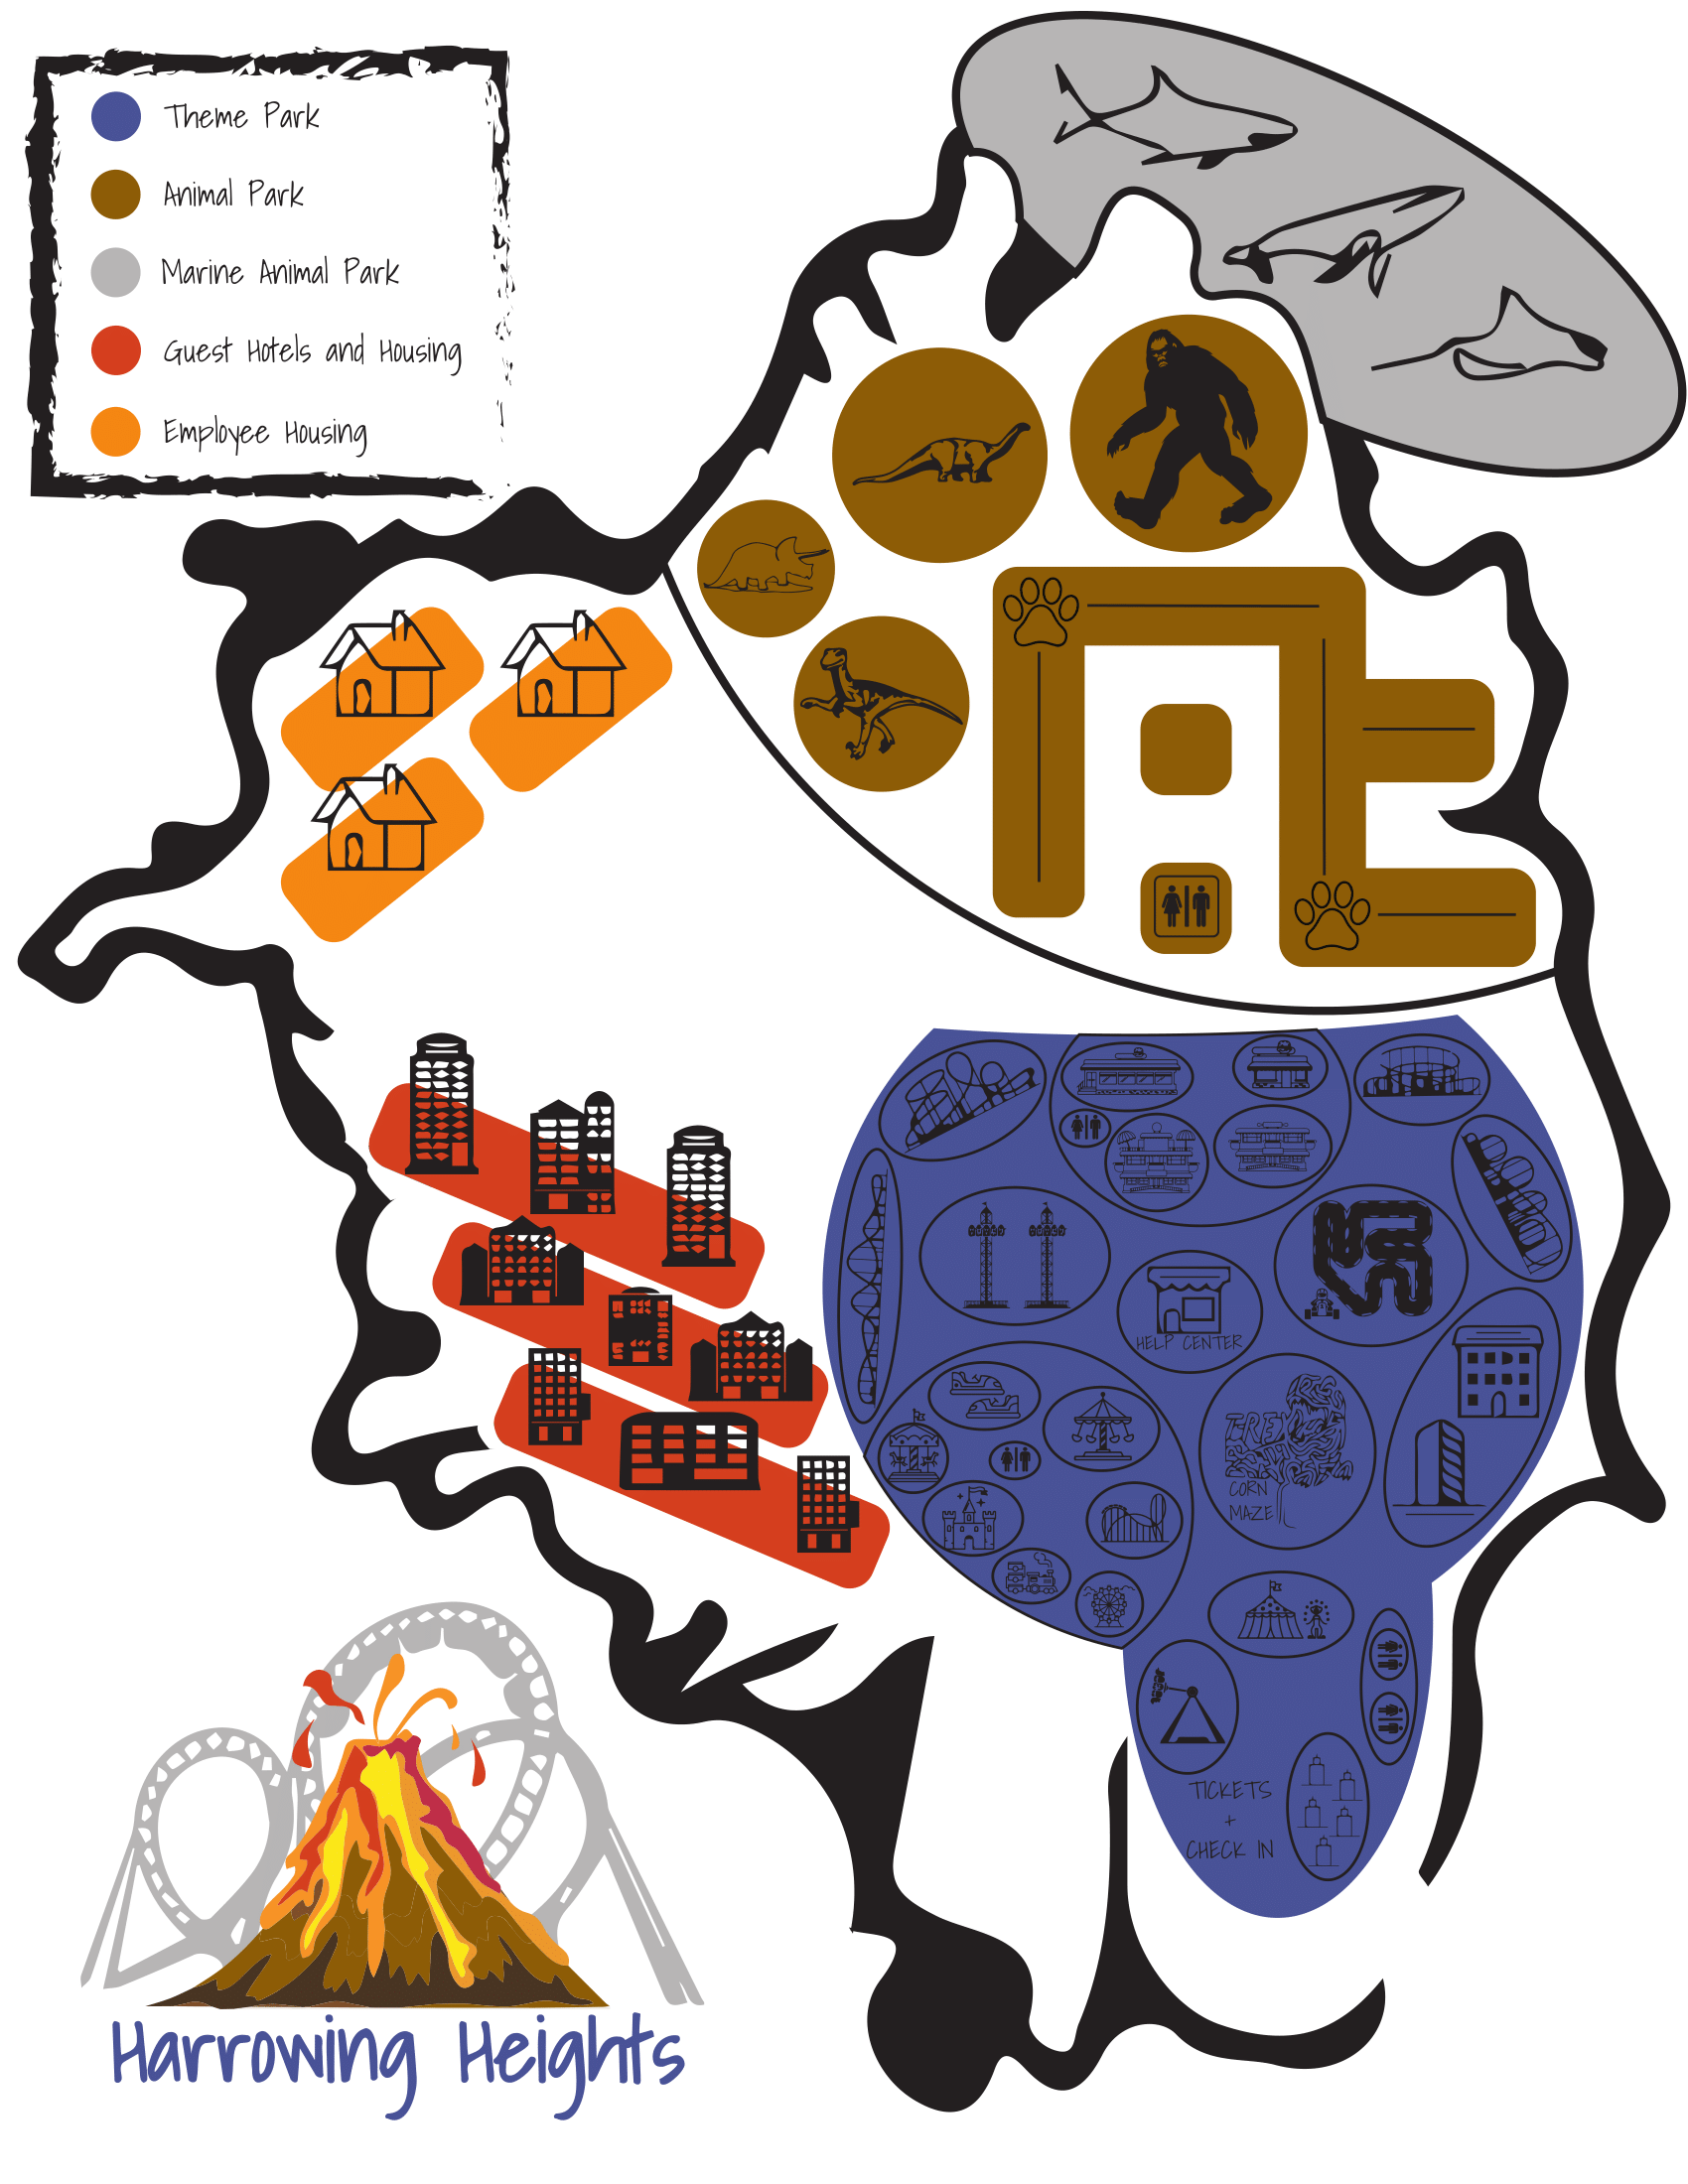 Theme Park
Animal Park
Marine Animal Park
Guest Hotels and Housing
Employee Housing
HELP CENTER
T-REX
CORN
MAZE
TICKETS
+
CHECK IN
Harrowing Heights